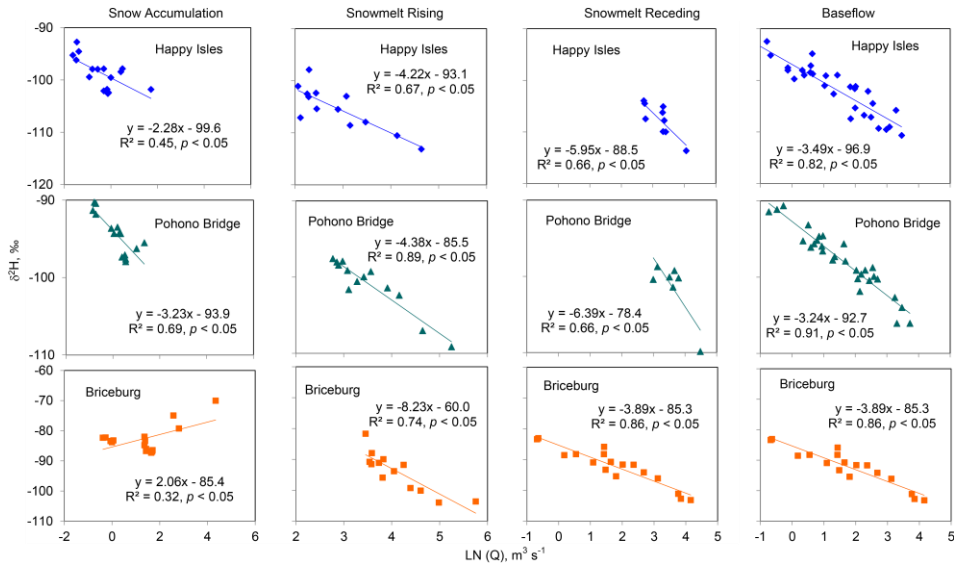 Snow Accumulation Snowmelt Rising Snowmelt Receding Baseflow
-90
-100
-110
-120
Happy Isles
y = -2.28x - 99.6
R² = 0.45, p < 0.05
Happy Isles
y = -4.22x - 93.1
R² = 0.67, p < 0.05
Happy Isles
y = -5.95x - 88.5
R² = 0.66, p < 0.05
Happy Isles
y = -3.49x - 96.9
R² = 0.82, p < 0.05
δ²H, ‰
-90
-100
-110
Pohono Bridge
y = -3.23x - 93.9
R² = 0.69, p < 0.05
Pohono Bridge
y = -4.38x - 85.5
R² = 0.89, p < 0.05
Pohono Bridge
y = -6.39x - 78.4
R² = 0.66, p < 0.05
Pohono Bridge
y = -3.24x - 92.7
R² = 0.91, p < 0.05
-60
-70
-80
-90
-100
-110
Briceburg
y = 2.06x - 85.4
R² = 0.32, p < 0.05
Briceburg
y = -8.23x - 60.0
R² = 0.74, p < 0.05
Briceburg
y = -3.89x - 85.3
R² = 0.86, p < 0.05
Briceburg
y = -3.89x - 85.3
R² = 0.86, p < 0.05
-2 0 2 4 6
2 3 4 5 6
-1 0 1 2 3 4 5
-1 0 1 2 3 4 5
LN (Q), m³ s⁻¹